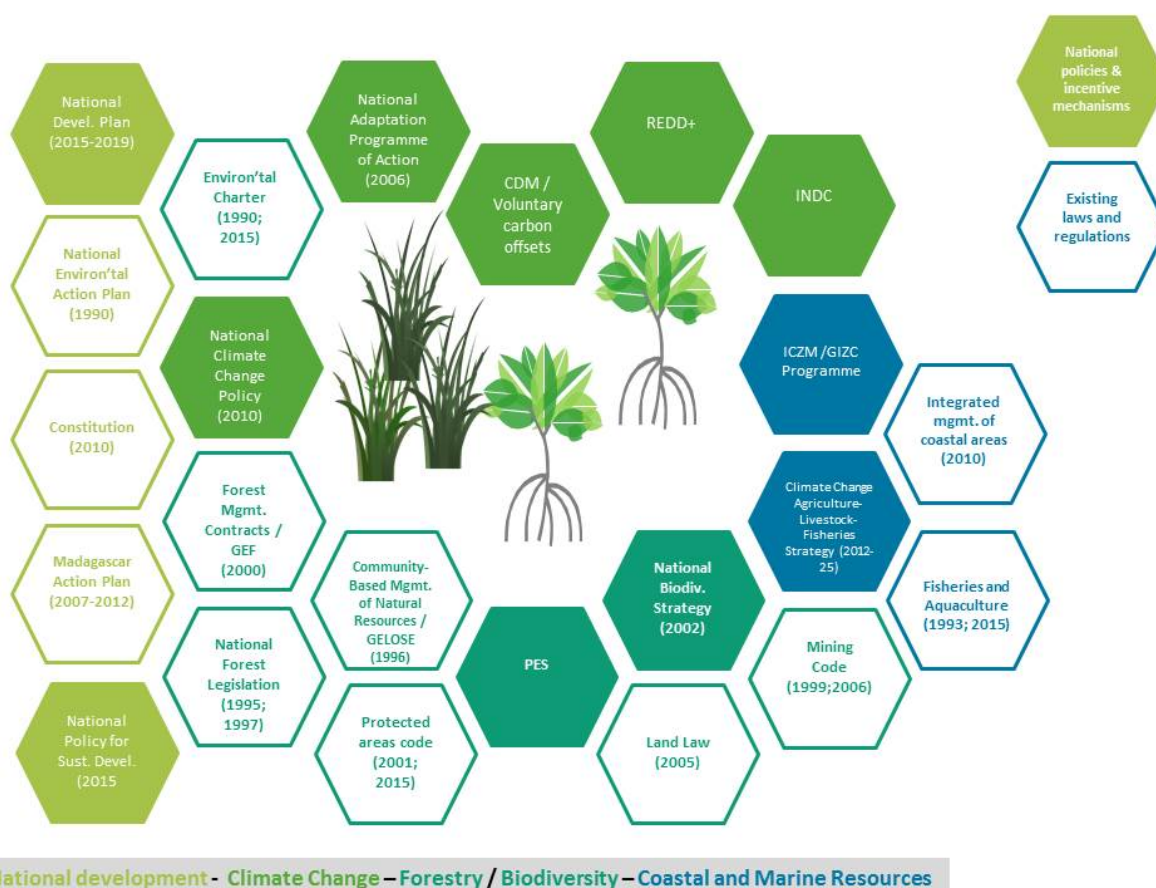 National
Devel. Plan
(2015-2019)
National
Environ'tal
Action Plan
(1990)
Constitution
(2010)
Madagascar
Action Plan
(2007-2012)
National
Policy for
Sust. Devel.
(2015
Environ'tal
Charter
(1990;
2015)
National
Climate
Change
Policy
(2010)
Forest
Mgmt.
Contracts /
GEF
(2000)
National
Forest
Legislation
(1995;
1997)
National
Adaptation
Programme
of Action
(2006)
Community-
Based Mgmt.
of Natural
Resources /
GELOSE
(1996)
Protected
areas code
(2001;
2015)
CDM /
Voluntary
carbon
offsets
PES
REDD+
National
Biodiv.
Strategy
(2002)
Land Law
(2005)
INDC
ICZM /GIZC
Programme
Climate Change
Agriculture-
Livestock-
Fisheries
Strategy (2012-
25)
Mining
Code
(1999;2006)
Integrated
mgmt. of
coastal areas
(2010)
Fisheries and
Aquaculture
(1993; 2015)
National
policies &
incentive
mechanisms
Existing
laws and
regulations
National development - Climate Change – Forestry / Biodiversity – Coastal and Marine Resources